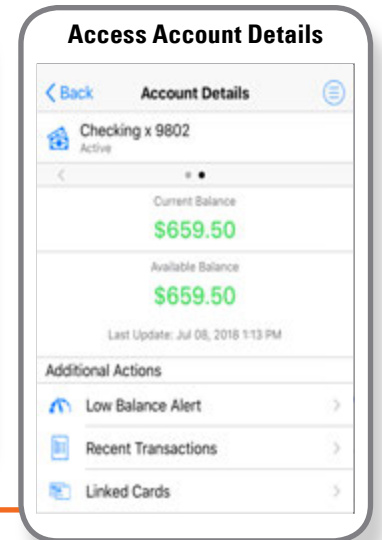 Access Account Details
Back Account Details
Checking x 9802
Active
Current Balance
$659.50
Available Balance
$659.50
Last Update: Jul 08, 2018 1:13 PM
Additional Actions
Low Balance Alert
Recent Transactions
Linked Cards